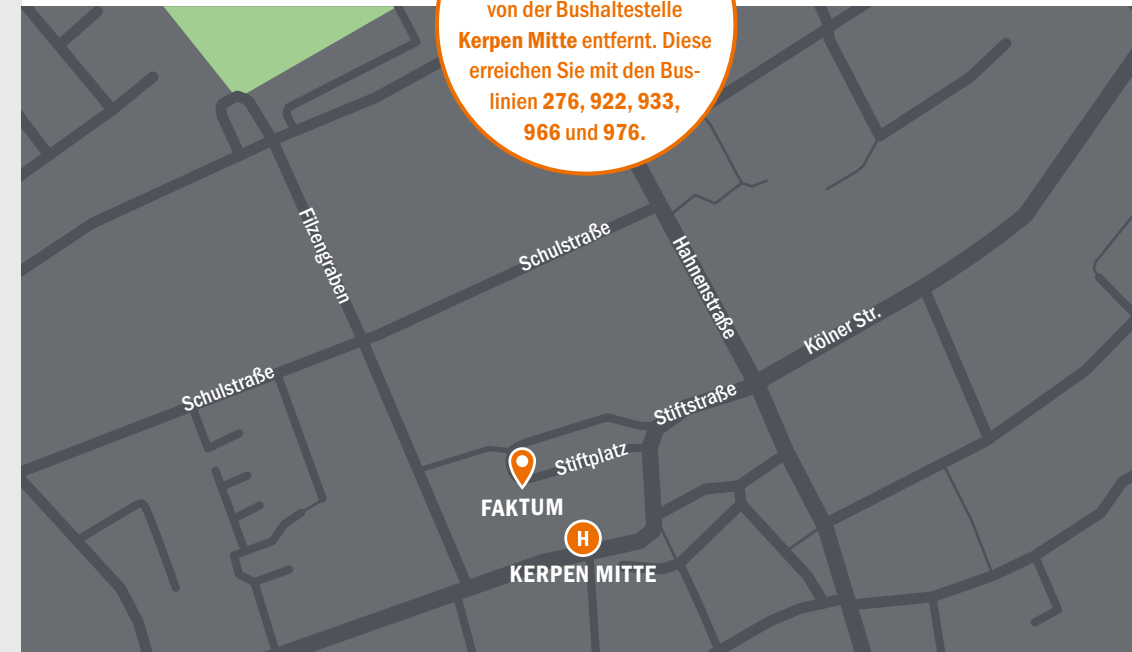 von der Bushaltestelle
Kerpen Mitte entfernt. Diese
erreichen Sie mit den Bus-
linien 276, 922, 933,
966 und 976.
Filzengraben
Schulstraße
Hahnenstraße
Kölner Str.
Schulstraße
Stiftstraße
Stiftplatz
FAKTUM
H
KERPEN MITTE